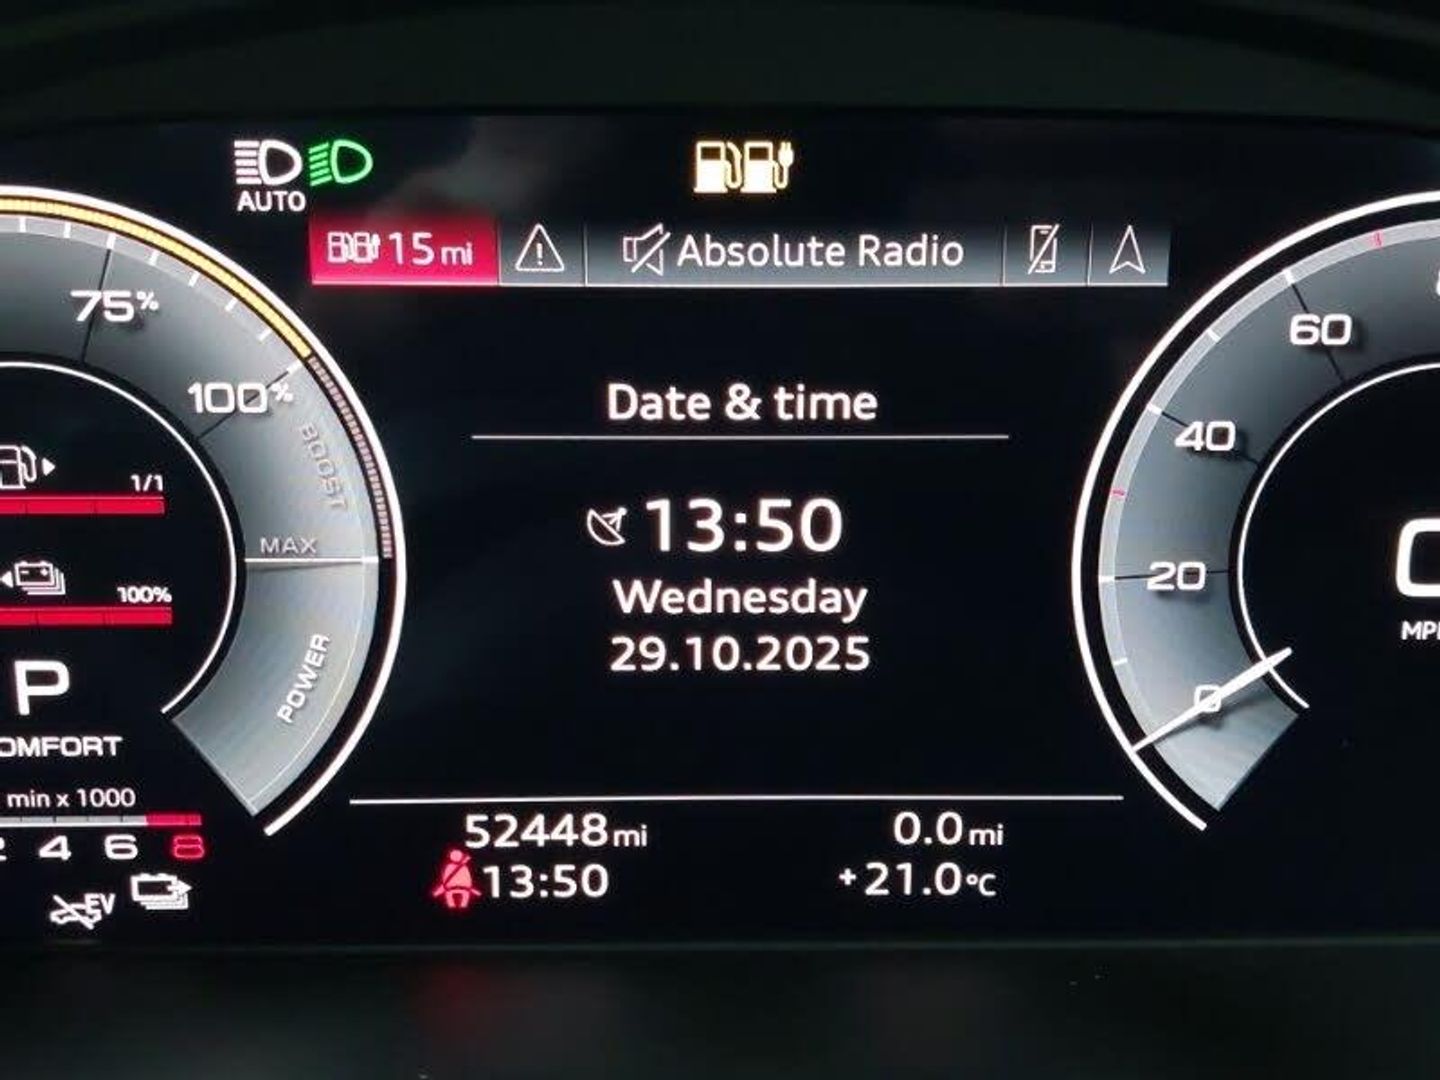 AUTO
15 mi
Absolute Radio
75%
100%
BOOST
MAX
POWER
1/1
100%
P
OMFORT
min x 1000
2 4 6 8
EV
Date & time
13:50
Wednesday
29.10.2025
52448 mi
0.0 mi
13:50
+21.0°C
60
40
20
0
0